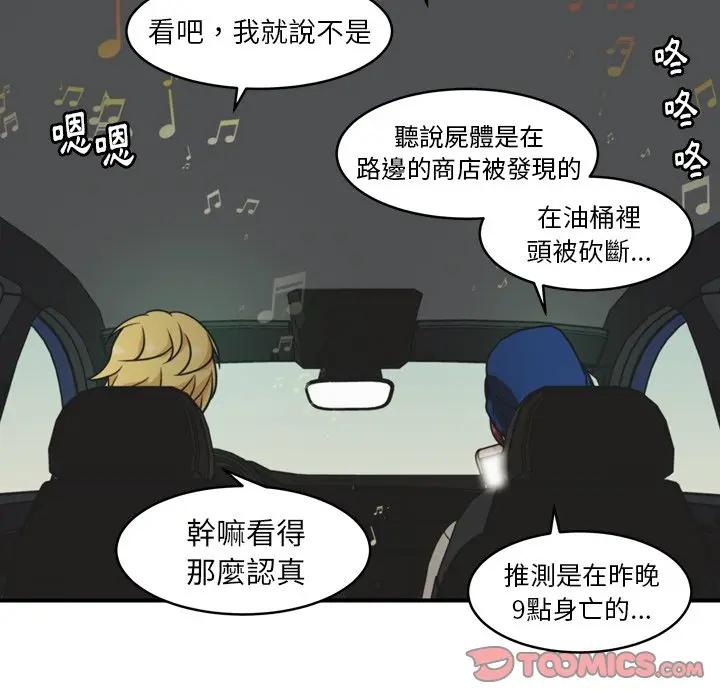 看吧，我就說不是
嗯嗯
咚
咚
咚
聽說屍體是在
路邊的商店被發現的
在油桶裡
頭被砍斷...
幹嘛看得
那麼認真
推測是在昨晚
9點身亡的...
TOOMICS.COM